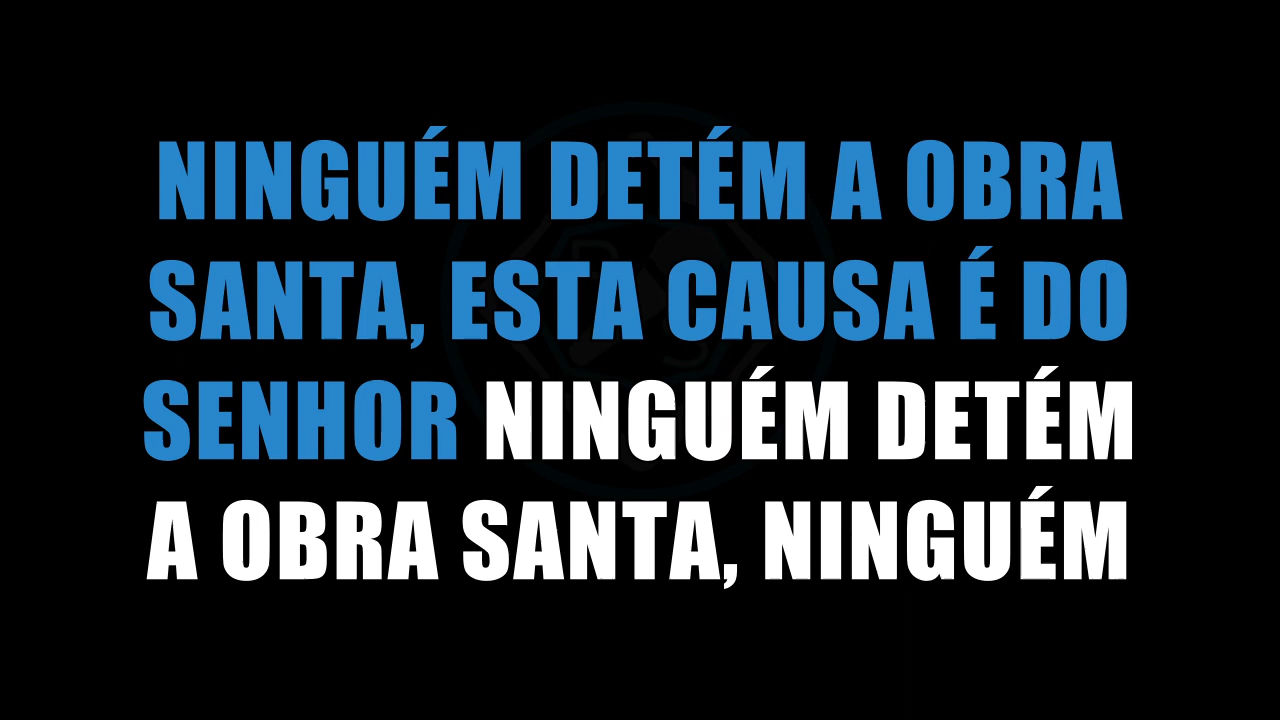 NINGUÉM DETÉM A OBRA
SANTA, ESTA CAUSA É DO
SENHOR NINGUÉM DETÉM
A OBRA SANTA, NINGUÉM